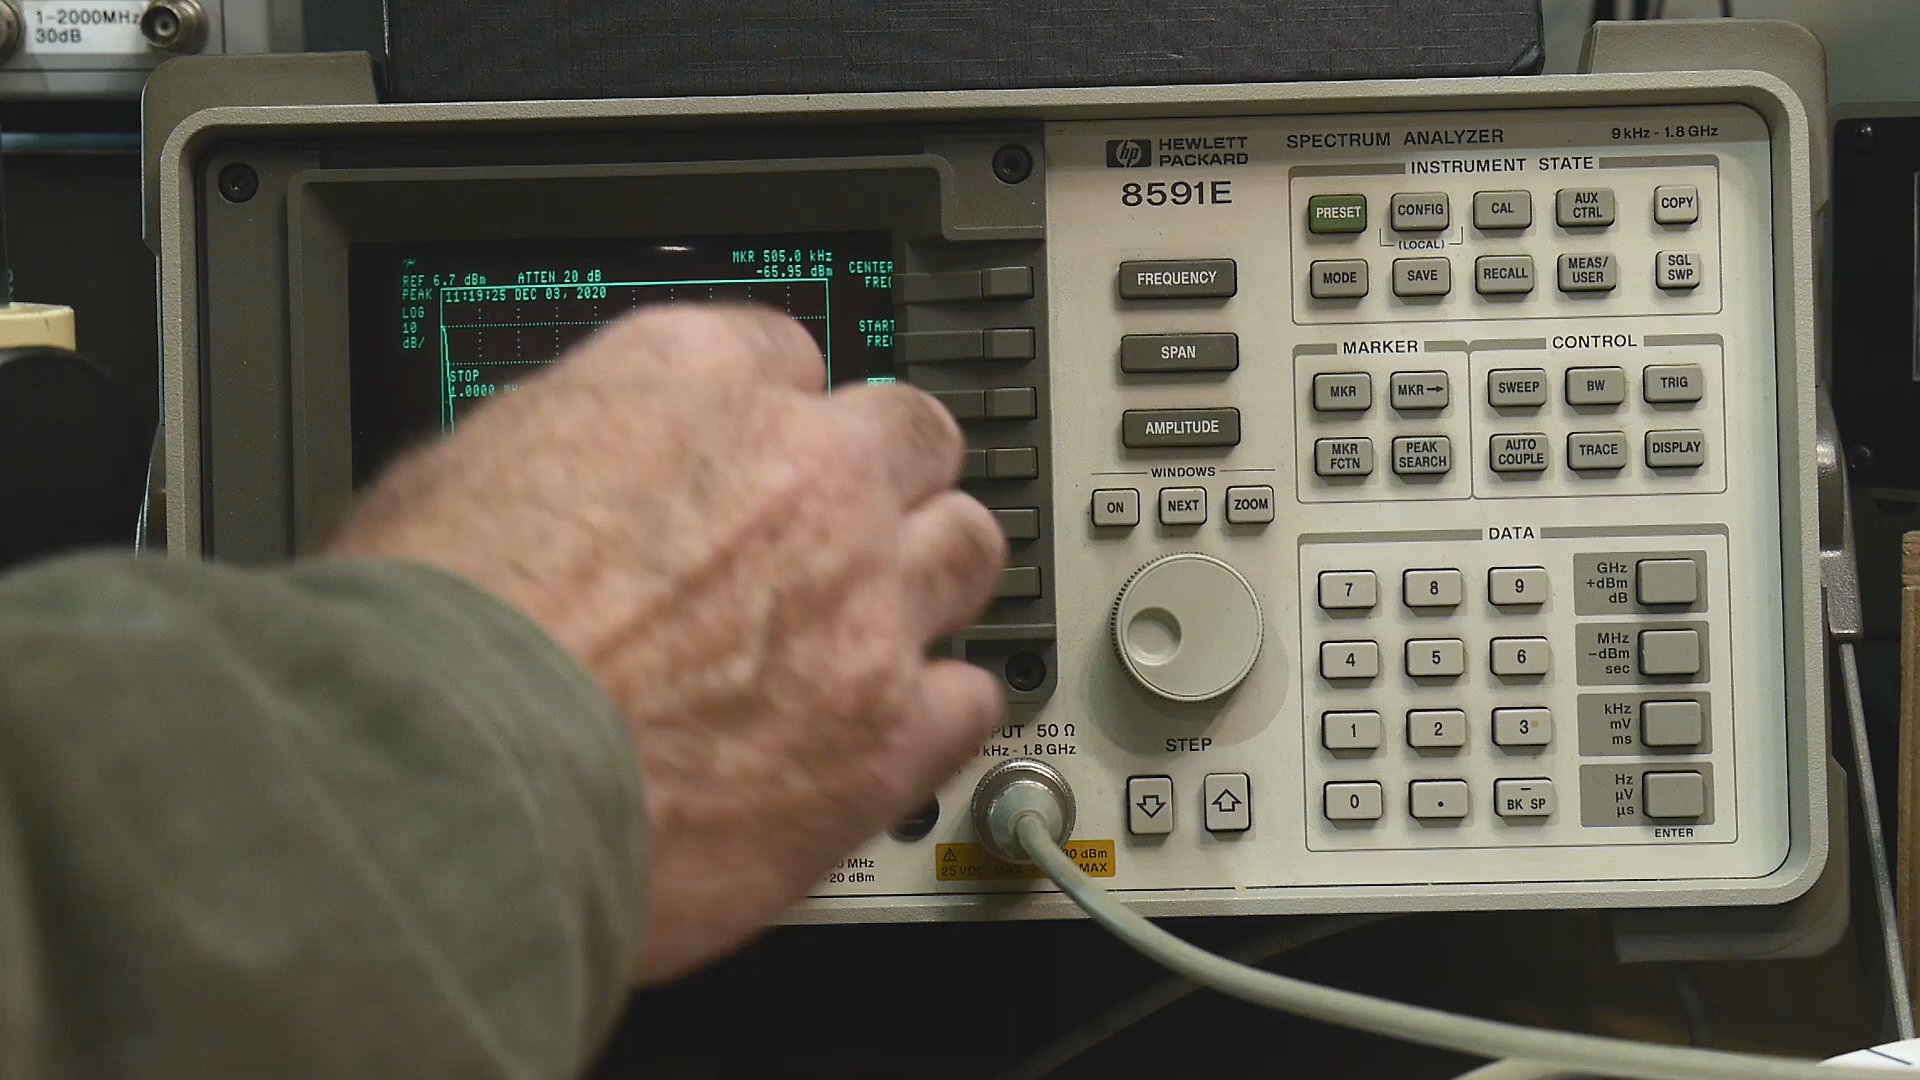 1-2000MHz
30dB
hp HEWLETT
PACKARD
8591E
SPECTRUM ANALYZER
9 kHz - 1.8 GHz
INSTRUMENT STATE
PRESET
CONFIG
CAL
AUX
CTRL
COPY
(LOCAL)
MODE
SAVE
RECALL
MEAS/
USER
SGL
SWP
MKR 505.0 kHz
REF 6.7 dBm ATTEN 20 dB -65.95 dBm
PEAK
LOG
10
dB/
11:19:25 DEC 03, 2020
STOP
1.0000
CENTER
START
FREQUENCY
SPAN
AMPLITUDE
WINDOWS
ON
NEXT
ZOOM
MARKER
MKR
MKR→
MKR
FCTN
PEAK
SEARCH
CONTROL
SWEEP
BW
TRIG
AUTO
COUPLE
TRACE
DISPLAY
DATA
7
8
9
GHz
+dBm
dB
4
5
6
MHz
-dBm
sec
1
2
3
kHz
mV
ms
0
.
- BK SP
Hz
µV
µs
ENTER
STEP
50 Ω
kHz - 1.8 GHz
MHz
20 dBm
dBm
25 VDC MAX
MAX